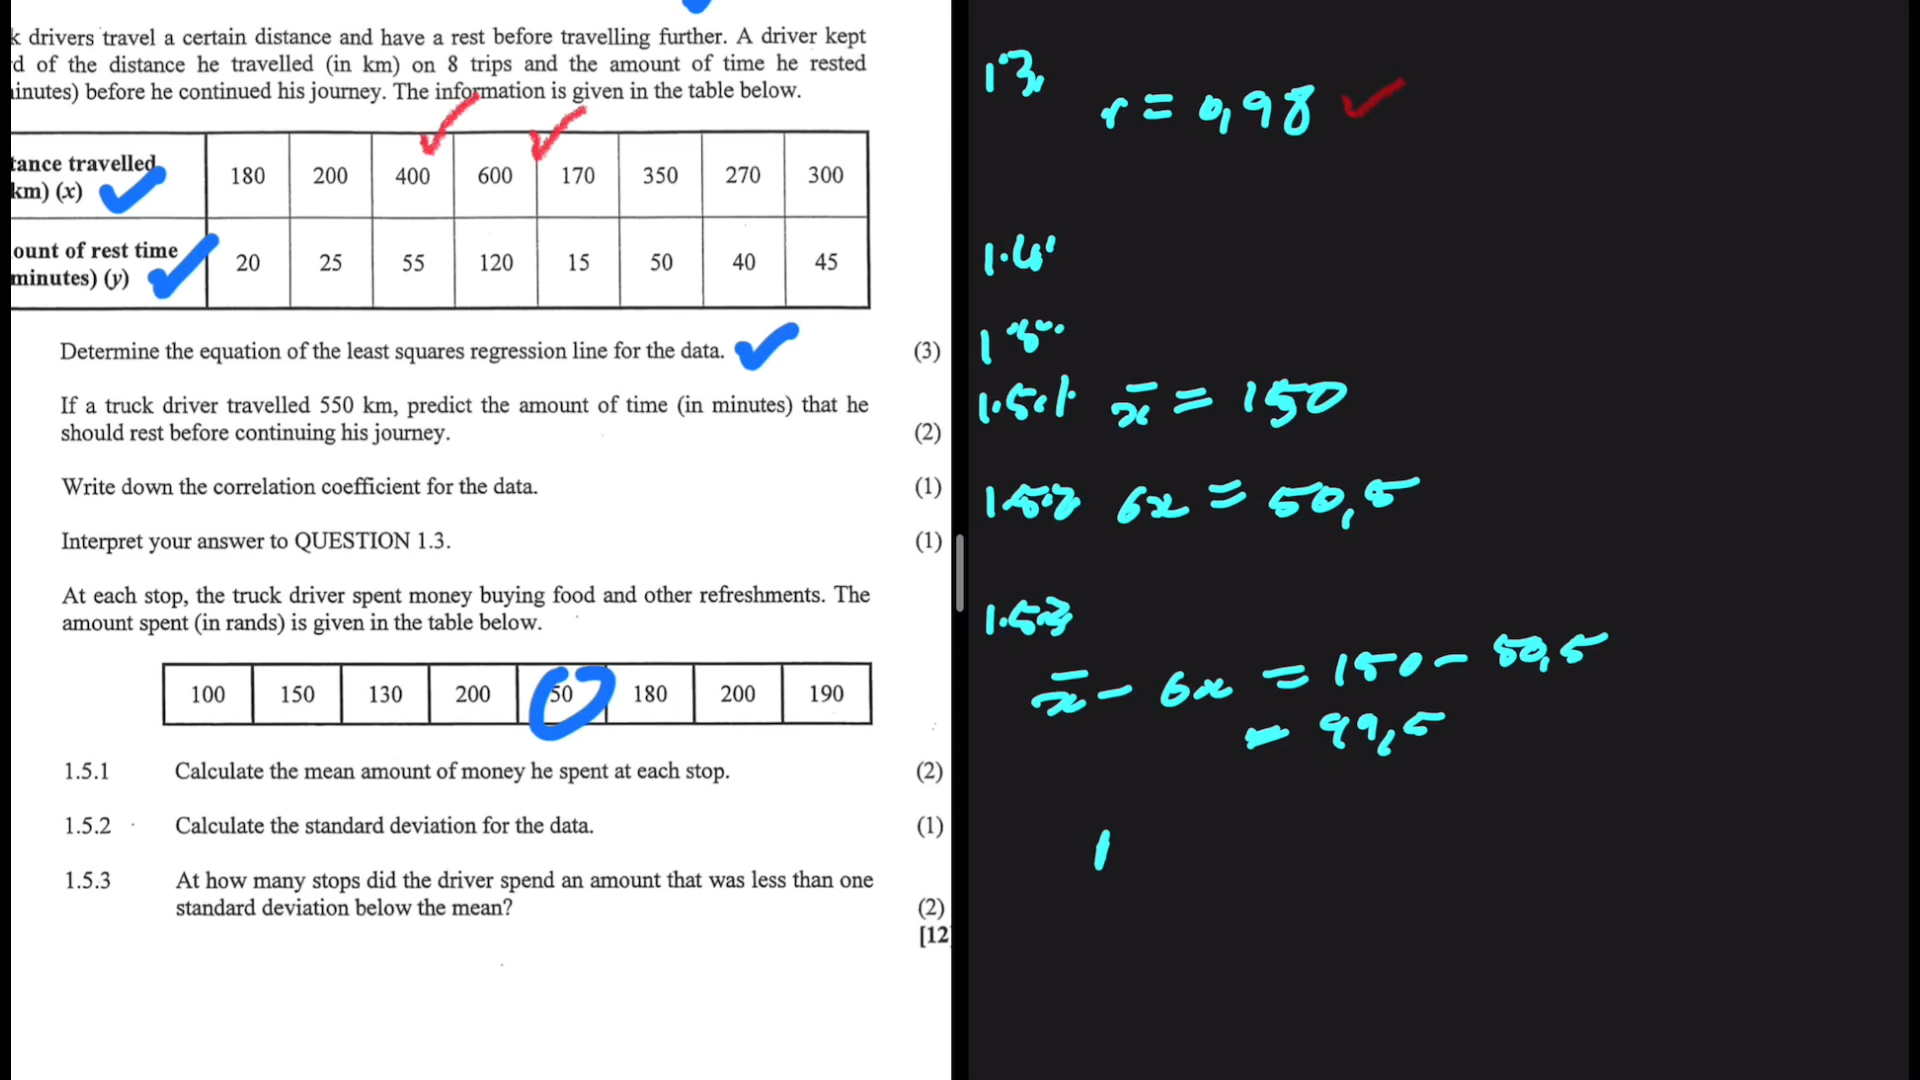 k drivers travel a certain distance and have a rest before travelling further. A driver kept
d of the distance he travelled (in km) on 8 trips and the amount of time he rested
inutes) before he continued his journey. The information is given in the table below.
tance travelled
km) (x)
180 200 400 600 170 350 270 300
ount of rest time
minutes) (y)
20 25 55 120 15 50 40 45
Determine the equation of the least squares regression line for the data. (3)
If a truck driver travelled 550 km, predict the amount of time (in minutes) that he
should rest before continuing his journey. (2)
Write down the correlation coefficient for the data. (1)
Interpret your answer to QUESTION 1.3. (1)
At each stop, the truck driver spent money buying food and other refreshments. The
amount spent (in rands) is given in the table below.
100 150 130 200 50 180 200 190
1.5.1 Calculate the mean amount of money he spent at each stop. (2)
1.5.2 Calculate the standard deviation for the data. (1)
1.5.3 At how many stops did the driver spend an amount that was less than one
standard deviation below the mean? (2)
[12
1.3
r = 0,98
1.4
1.5.1 x̄ = 150
1.5.2 6x = 50,5
1.5.3
x̄ - 6x = 150 - 50,5
= 99,5
1